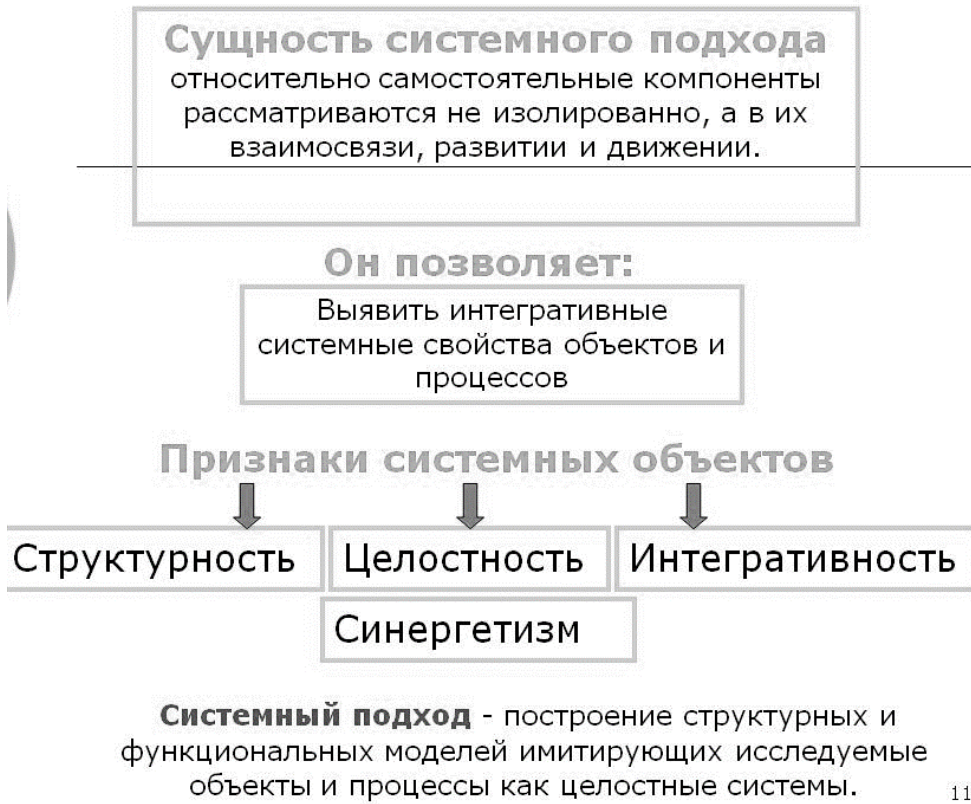 Сущность системного подхода
относительно самостоятельные компоненты
рассматриваются не изолированно, а в их
взаимосвязи, развитии и движении.
Он позволяет:
Выявить интегративные
системные свойства объектов и
процессов
Признаки системных объектов
Структурность
Целостность
Интегративность
Синергетизм
Системный подход - построение структурных и
функциональных моделей имитирующих исследуемые
объекты и процессы как целостные системы.
11